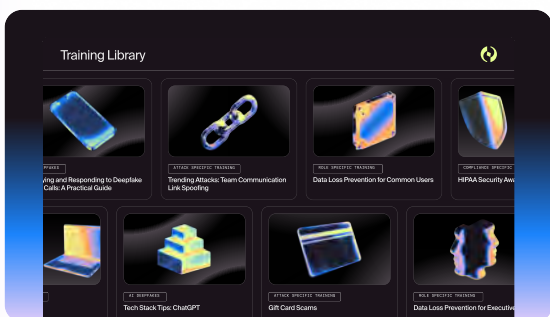 Training Library
PFAKES
ATTACK SPECIFIC TRAINING
ROLE SPECIFIC TRAINING
COMPLIANCE SPECIFIC
ying and Responding to Deepfake
Calls: A Practical Guide
Trending Attacks: Team Communication
Link Spoofing
Data Loss Prevention for Common Users
HIPAA Security Awa
AI DEEPFAKES
ATTACK SPECIFIC TRAINING
ROLE SPECIFIC TRAINING
Tech Stack Tips: ChatGPT
Gift Card Scams
Data Loss Prevention for Executive